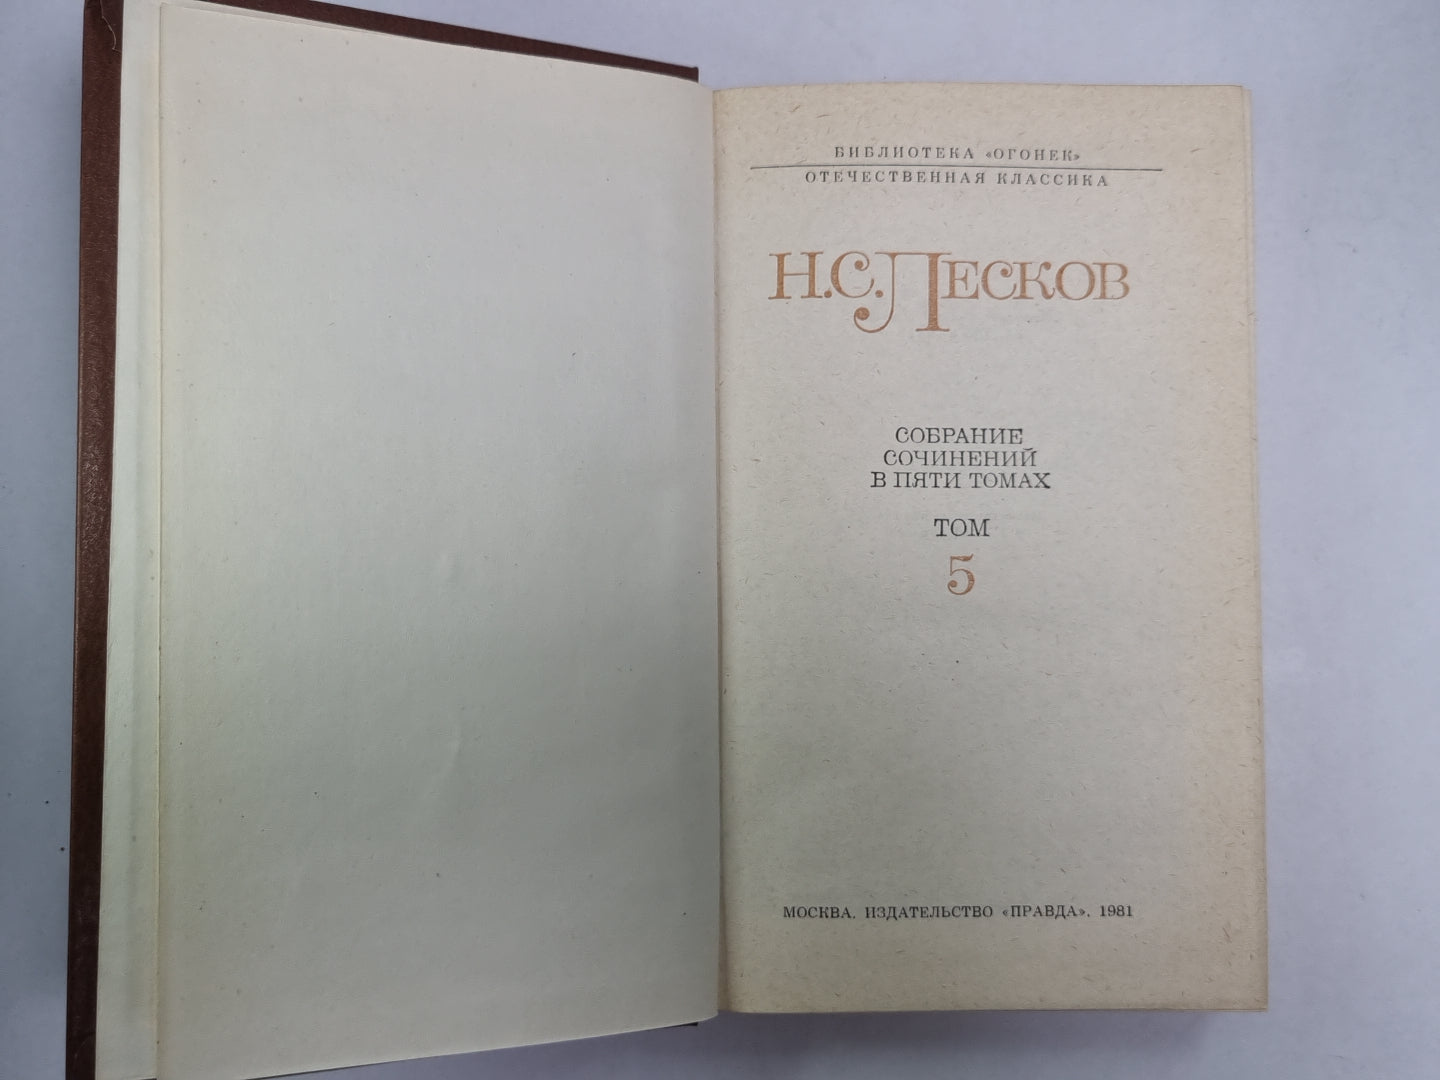 БИБЛИОТЕКА «ОГОНЕК»
ОТЕЧЕСТВЕННАЯ КЛАССИКА
Н.С.ЛЕСКОВ
СОБРАНИЕ
СОЧИНЕНИЙ
В ПЯТИ ТОМАХ
ТОМ
5
МОСКВА. ИЗДАТЕЛЬСТВО «ПРАВДА». 1981